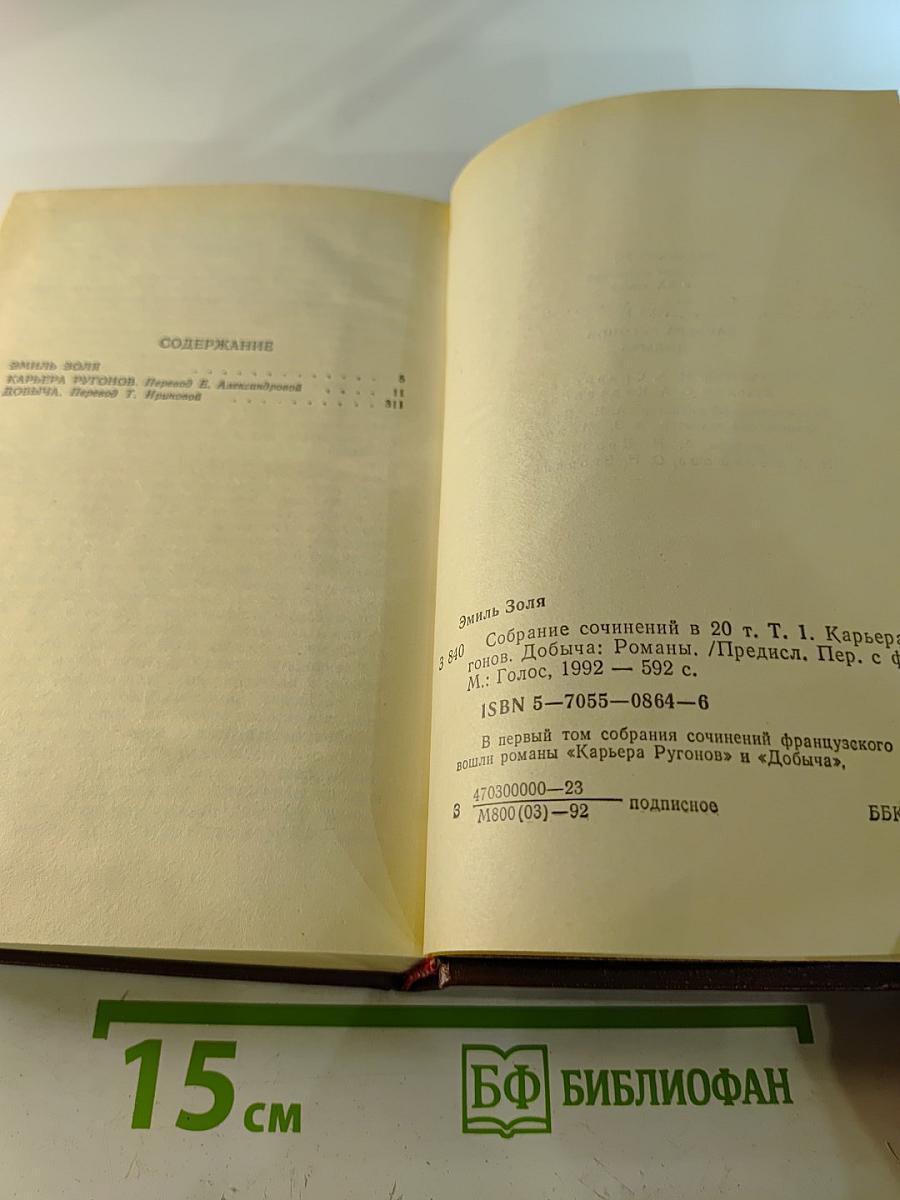 СОДЕРЖАНИЕ
ЭМИЛЬ ЗОЛЯ . . . . . . . . . . . . 5
КАРЬЕРА РУГОНОВ. Перевод Е. Александровой . . . . 11
ДОБЫЧА. Перевод Т. Ириновой . . . . . . . . . . 311
Эмиль Золя
З 840 Собрание сочинений в 20 т. Т. 1. Карьера
гонов. Добыча: Романы. /Предисл. Пер. с ф
М.: Голос, 1992 — 592 с.
ISBN 5—7055—0864—6
В первый том собрания сочинений французского
вошли романы «Карьера Ругонов» и «Добыча»,
З 470300000—23
М800(03)—92 подписное ББК
15 см
БФ БИБЛИОФАН